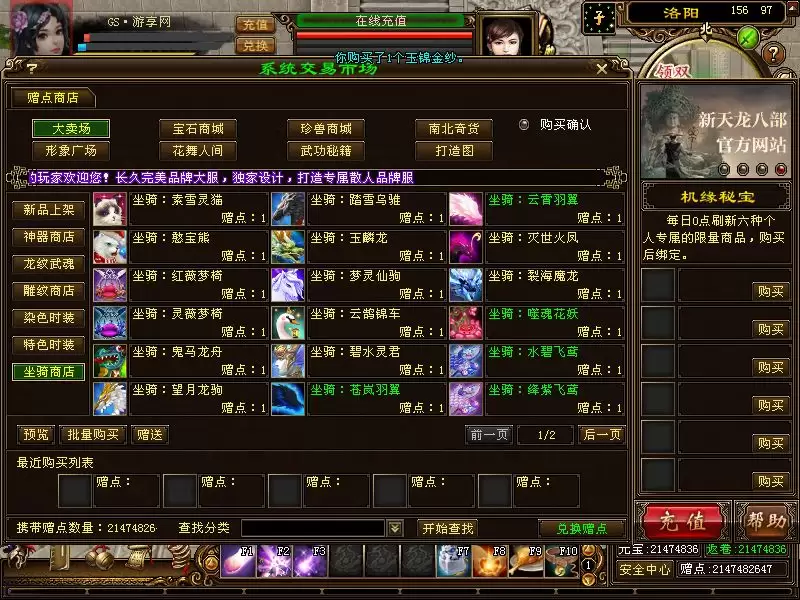 GS·游享网
充值
兑换
在线充值
子
洛阳
156 97
北
你购买了1个玉锦金纱。
领双
?
系统交易市场
赠点商店
大卖场
宝石商城
珍兽商城
南北奇货
购买确认
形象广场
花舞人间
武功秘籍
打造图
的玩家欢迎您！长久完美品牌大服，独家设计，打造专属散人品牌服
新天龙八部
官方网站
机缘秘宝
每日0点刷新六种个
人专属的限量商品，购买
后绑定。
新品上架
神器商店
龙纹武魂
雕纹商店
染色时装
特色时装
坐骑商店
坐骑：素雪灵猫
赠点：1
坐骑：踏雪乌骓
赠点：1
坐骑：云霄羽翼
赠点：1
坐骑：憨宝熊
赠点：1
坐骑：玉麟龙
赠点：1
坐骑：灭世火凤
赠点：1
坐骑：红薇梦椅
赠点：1
坐骑：梦灵仙驹
赠点：1
坐骑：裂海魔龙
赠点：1
坐骑：灵薇梦椅
赠点：1
坐骑：云鹄锦车
赠点：1
坐骑：噬魂花妖
赠点：1
坐骑：鬼马龙舟
赠点：1
坐骑：碧水灵君
赠点：1
坐骑：水碧飞鸾
赠点：1
坐骑：望月龙驹
赠点：1
坐骑：苍岚羽翼
赠点：1
坐骑：绛紫飞鸾
赠点：1
购买
购买
购买
购买
购买
购买
预览
批量购买
赠送
前一页
1/2
后一页
最近购买列表
赠点：
赠点：
赠点：
赠点：
赠点：
携带赠点数量：21474826
查找分类
开始查找
兑换赠点
充值
帮助
F1
F2
F3
F7
F8
F9
F10
1
元宝:21474836
安全中心
赠点:2147482647